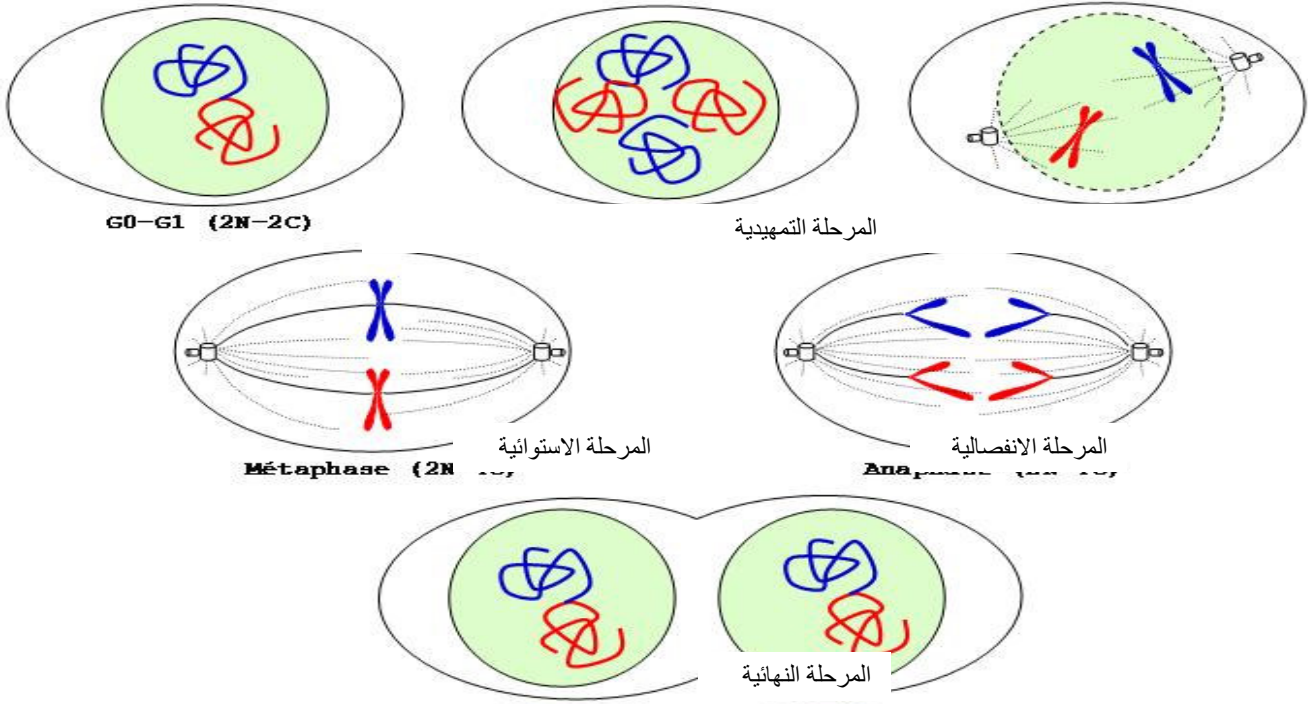 G0-G1 (2N-2C)
المرحلة التمهيدية
المرحلة الاستوائية
Métaphase (2N
المرحلة الانفصالية
المرحلة النهائية